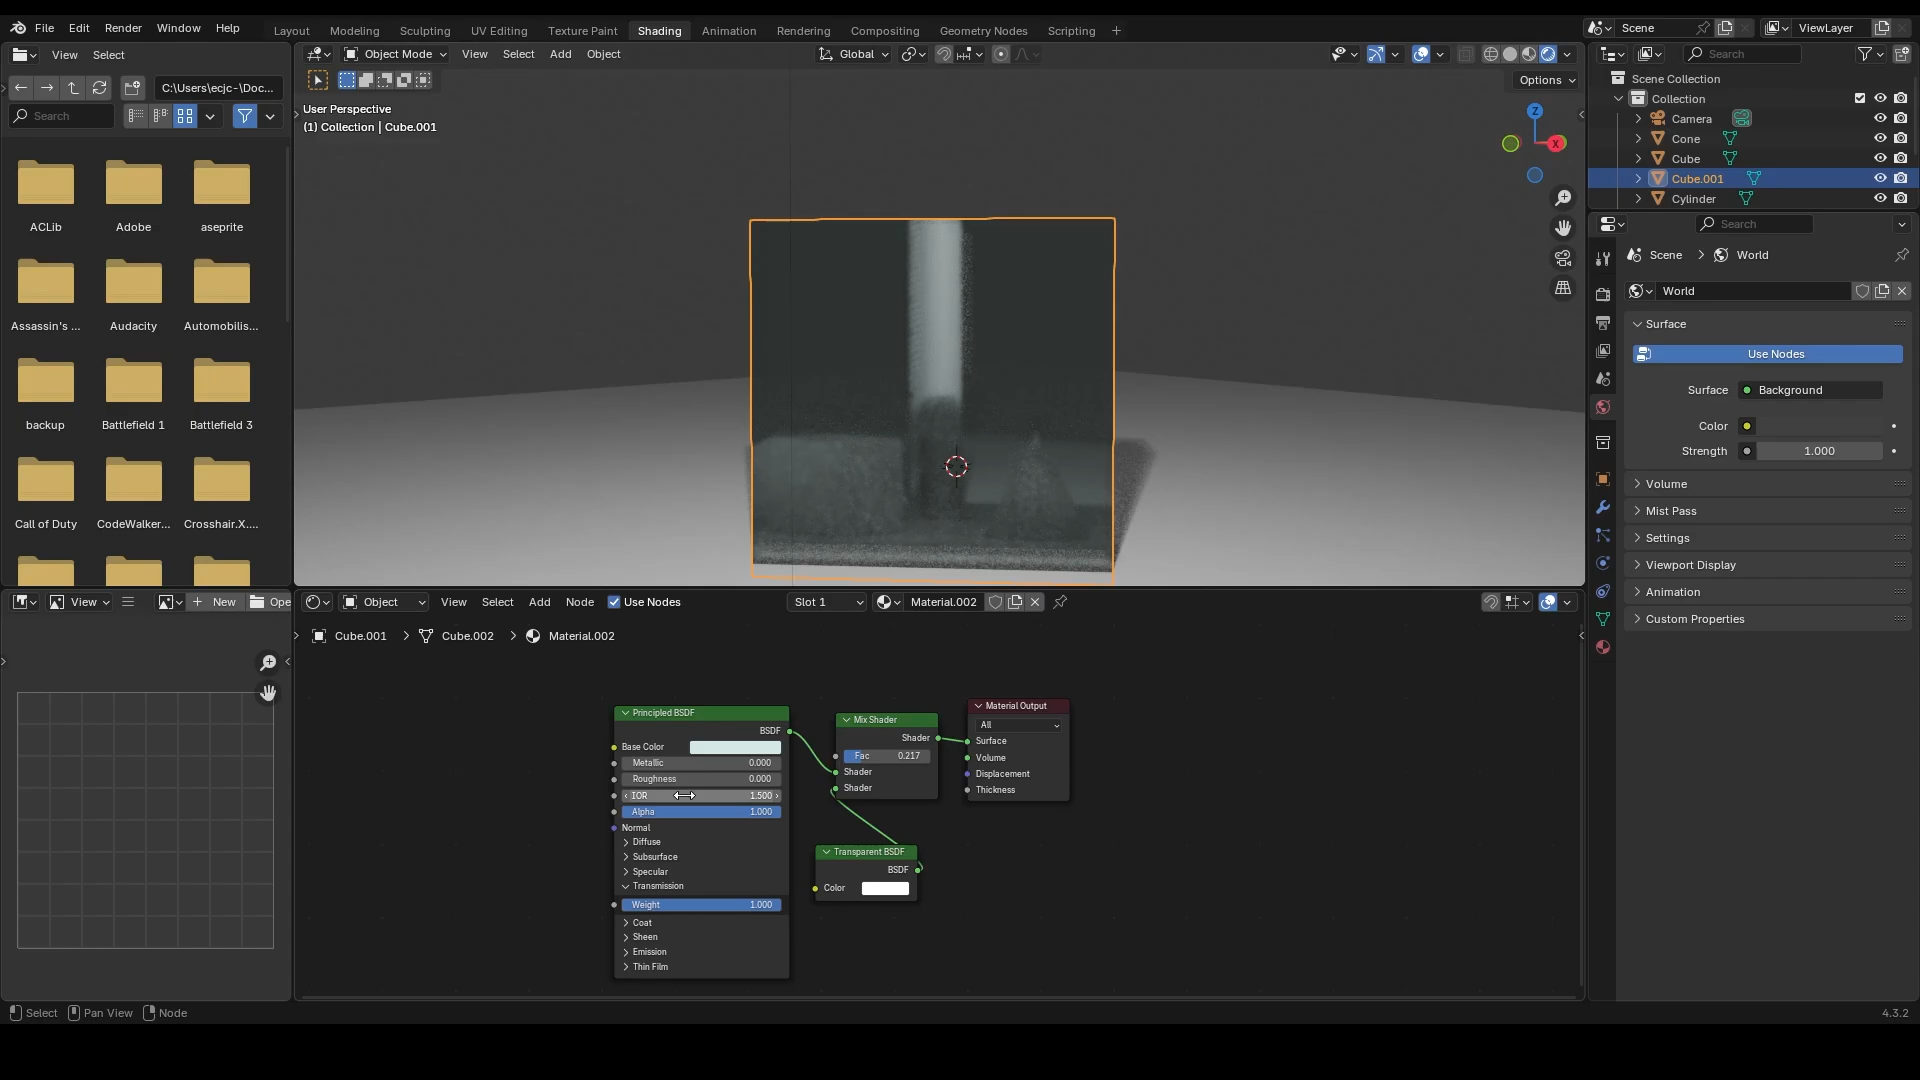 File Edit Render Window Help
Layout Modeling Sculpting UV Editing Texture Paint Shading Animation Rendering Compositing Geometry Nodes Scripting +
Scene ViewLayer
View Select
Object Mode View Select Add Object
Global
Search
C:\Users\ecjc-\Doc...
Search
Options
User Perspective
(1) Collection | Cube.001
Z
X
Scene Collection
Collection
Camera
Cone
Cube
Cube.001
Cylinder
ACLib Adobe aseprite
Assassin's ... Audacity Automobilis...
backup Battlefield 1 Battlefield 3
Call of Duty CodeWalker... Crosshair.X....
Search
Scene > World
World
Surface
Use Nodes
Surface Background
Color
Strength 1.000
Volume
Mist Pass
Settings
Viewport Display
Animation
Custom Properties
View + New Ope
Object View Select Add Node Use Nodes Slot 1 Material.002
Cube.001 > Cube.002 > Material.002
Principled BSDF
BSDF
Base Color
Metallic 0.000
Roughness 0.000
IOR 1.500
Alpha 1.000
Normal
Diffuse
Subsurface
Specular
Transmission
Weight 1.000
Coat
Sheen
Emission
Thin Film
Mix Shader
Shader
Fac 0.217
Shader
Shader
Transparent BSDF
BSDF
Color
Material Output
All
Surface
Volume
Displacement
Thickness
Select Pan View Node
4.3.2